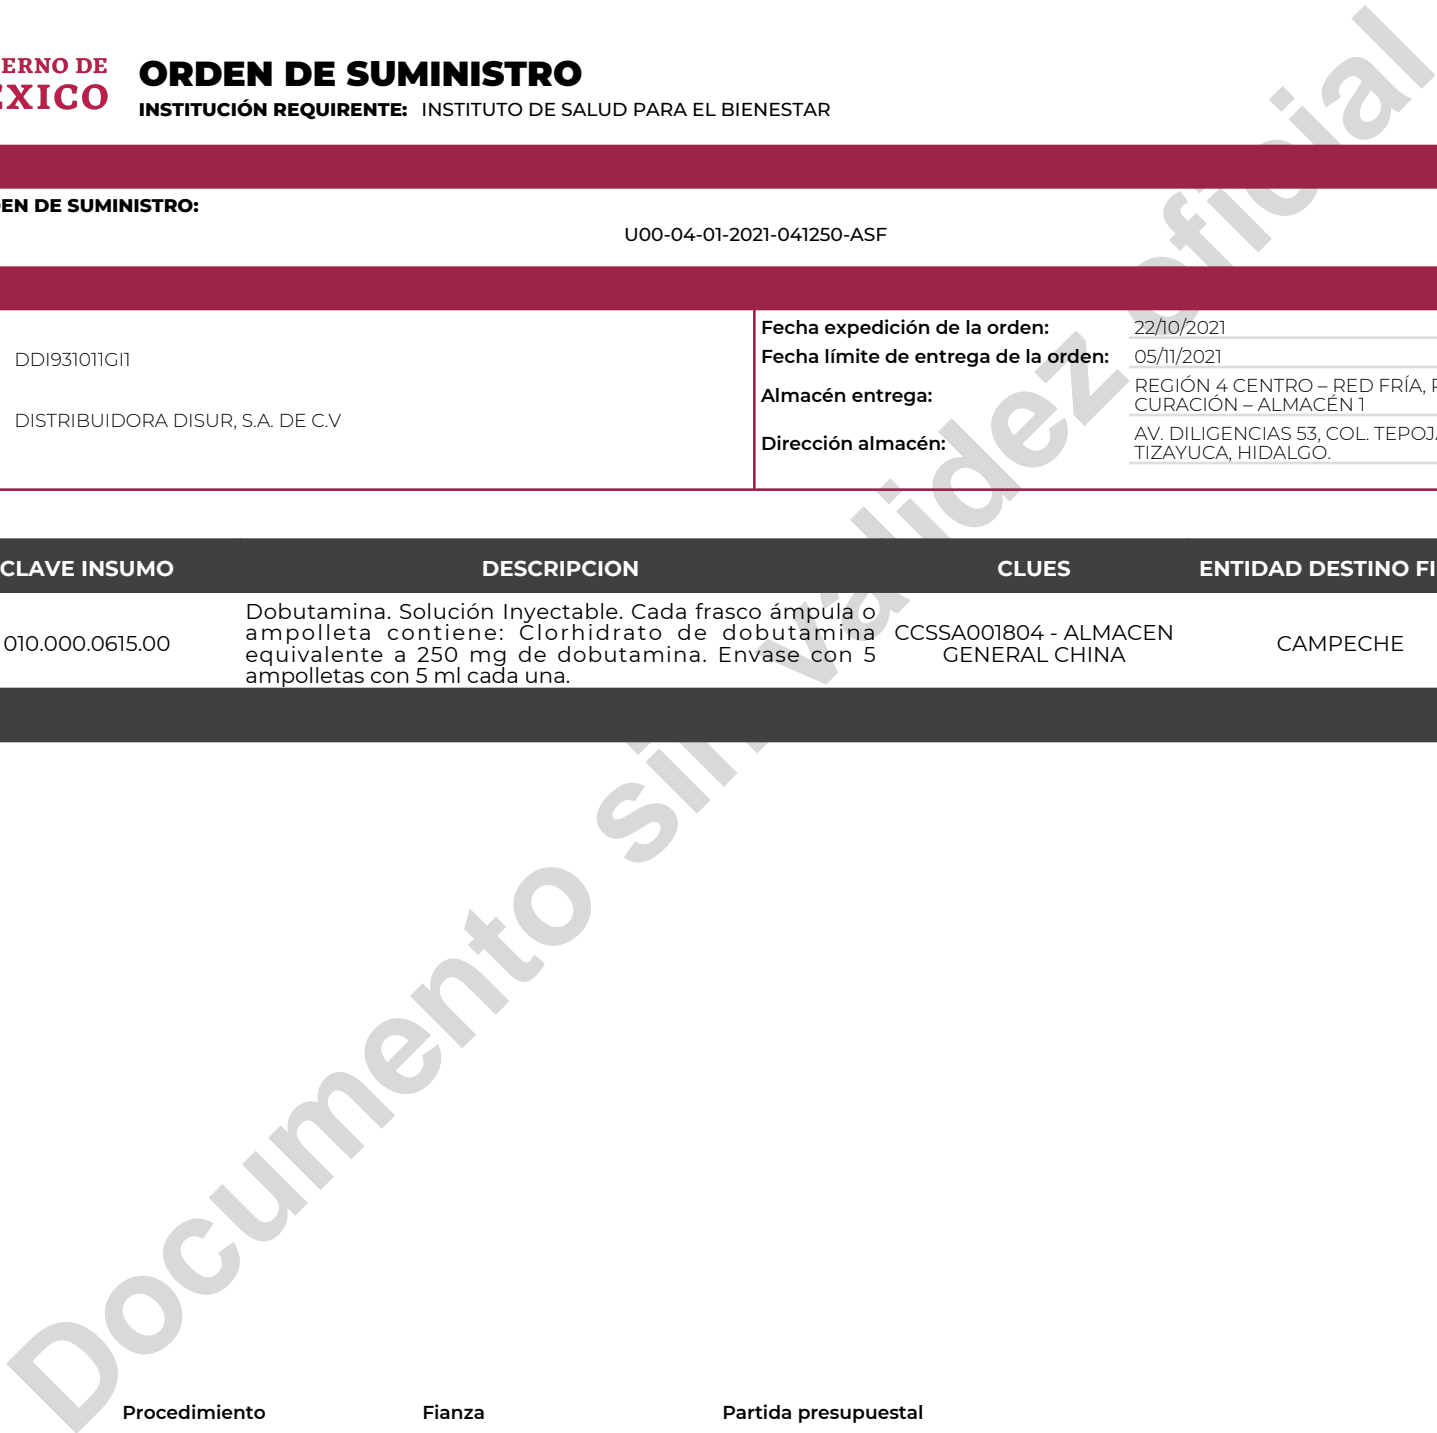 ERNO DE
ORDEN DE SUMINISTRO
ÉXICO
INSTITUCIÓN REQUIRENTE: INSTITUTO DE SALUD PARA EL BIENESTAR
EN DE SUMINISTRO:
U00-04-01-2021-041250-ASF
DDI931011GI1
DISTRIBUIDORA DISUR, S.A. DE C.V
Fecha expedición de la orden: 22/10/2021
Fecha límite de entrega de la orden: 05/11/2021
Almacén entrega:
REGIÓN 4 CENTRO – RED FRÍA,
CURACIÓN – ALMACÉN 1
Dirección almacén:
AV. DILIGENCIAS 53, COL. TEPOJ
TIZAYUCA, HIDALGO.
CLAVE INSUMO DESCRIPCION CLUES ENTIDAD DESTINO FI
010.000.0615.00
Dobutamina. Solución Inyectable. Cada frasco ámpula o
ampolleta contiene: Clorhidrato de dobutamina
equivalente a 250 mg de dobutamina. Envase con 5
ampolletas con 5 ml cada una.
CCSSA001804 - ALMACEN
GENERAL CHINA
CAMPECHE
Documento sin validez oficial
Procedimiento Fianza Partida presupuestal